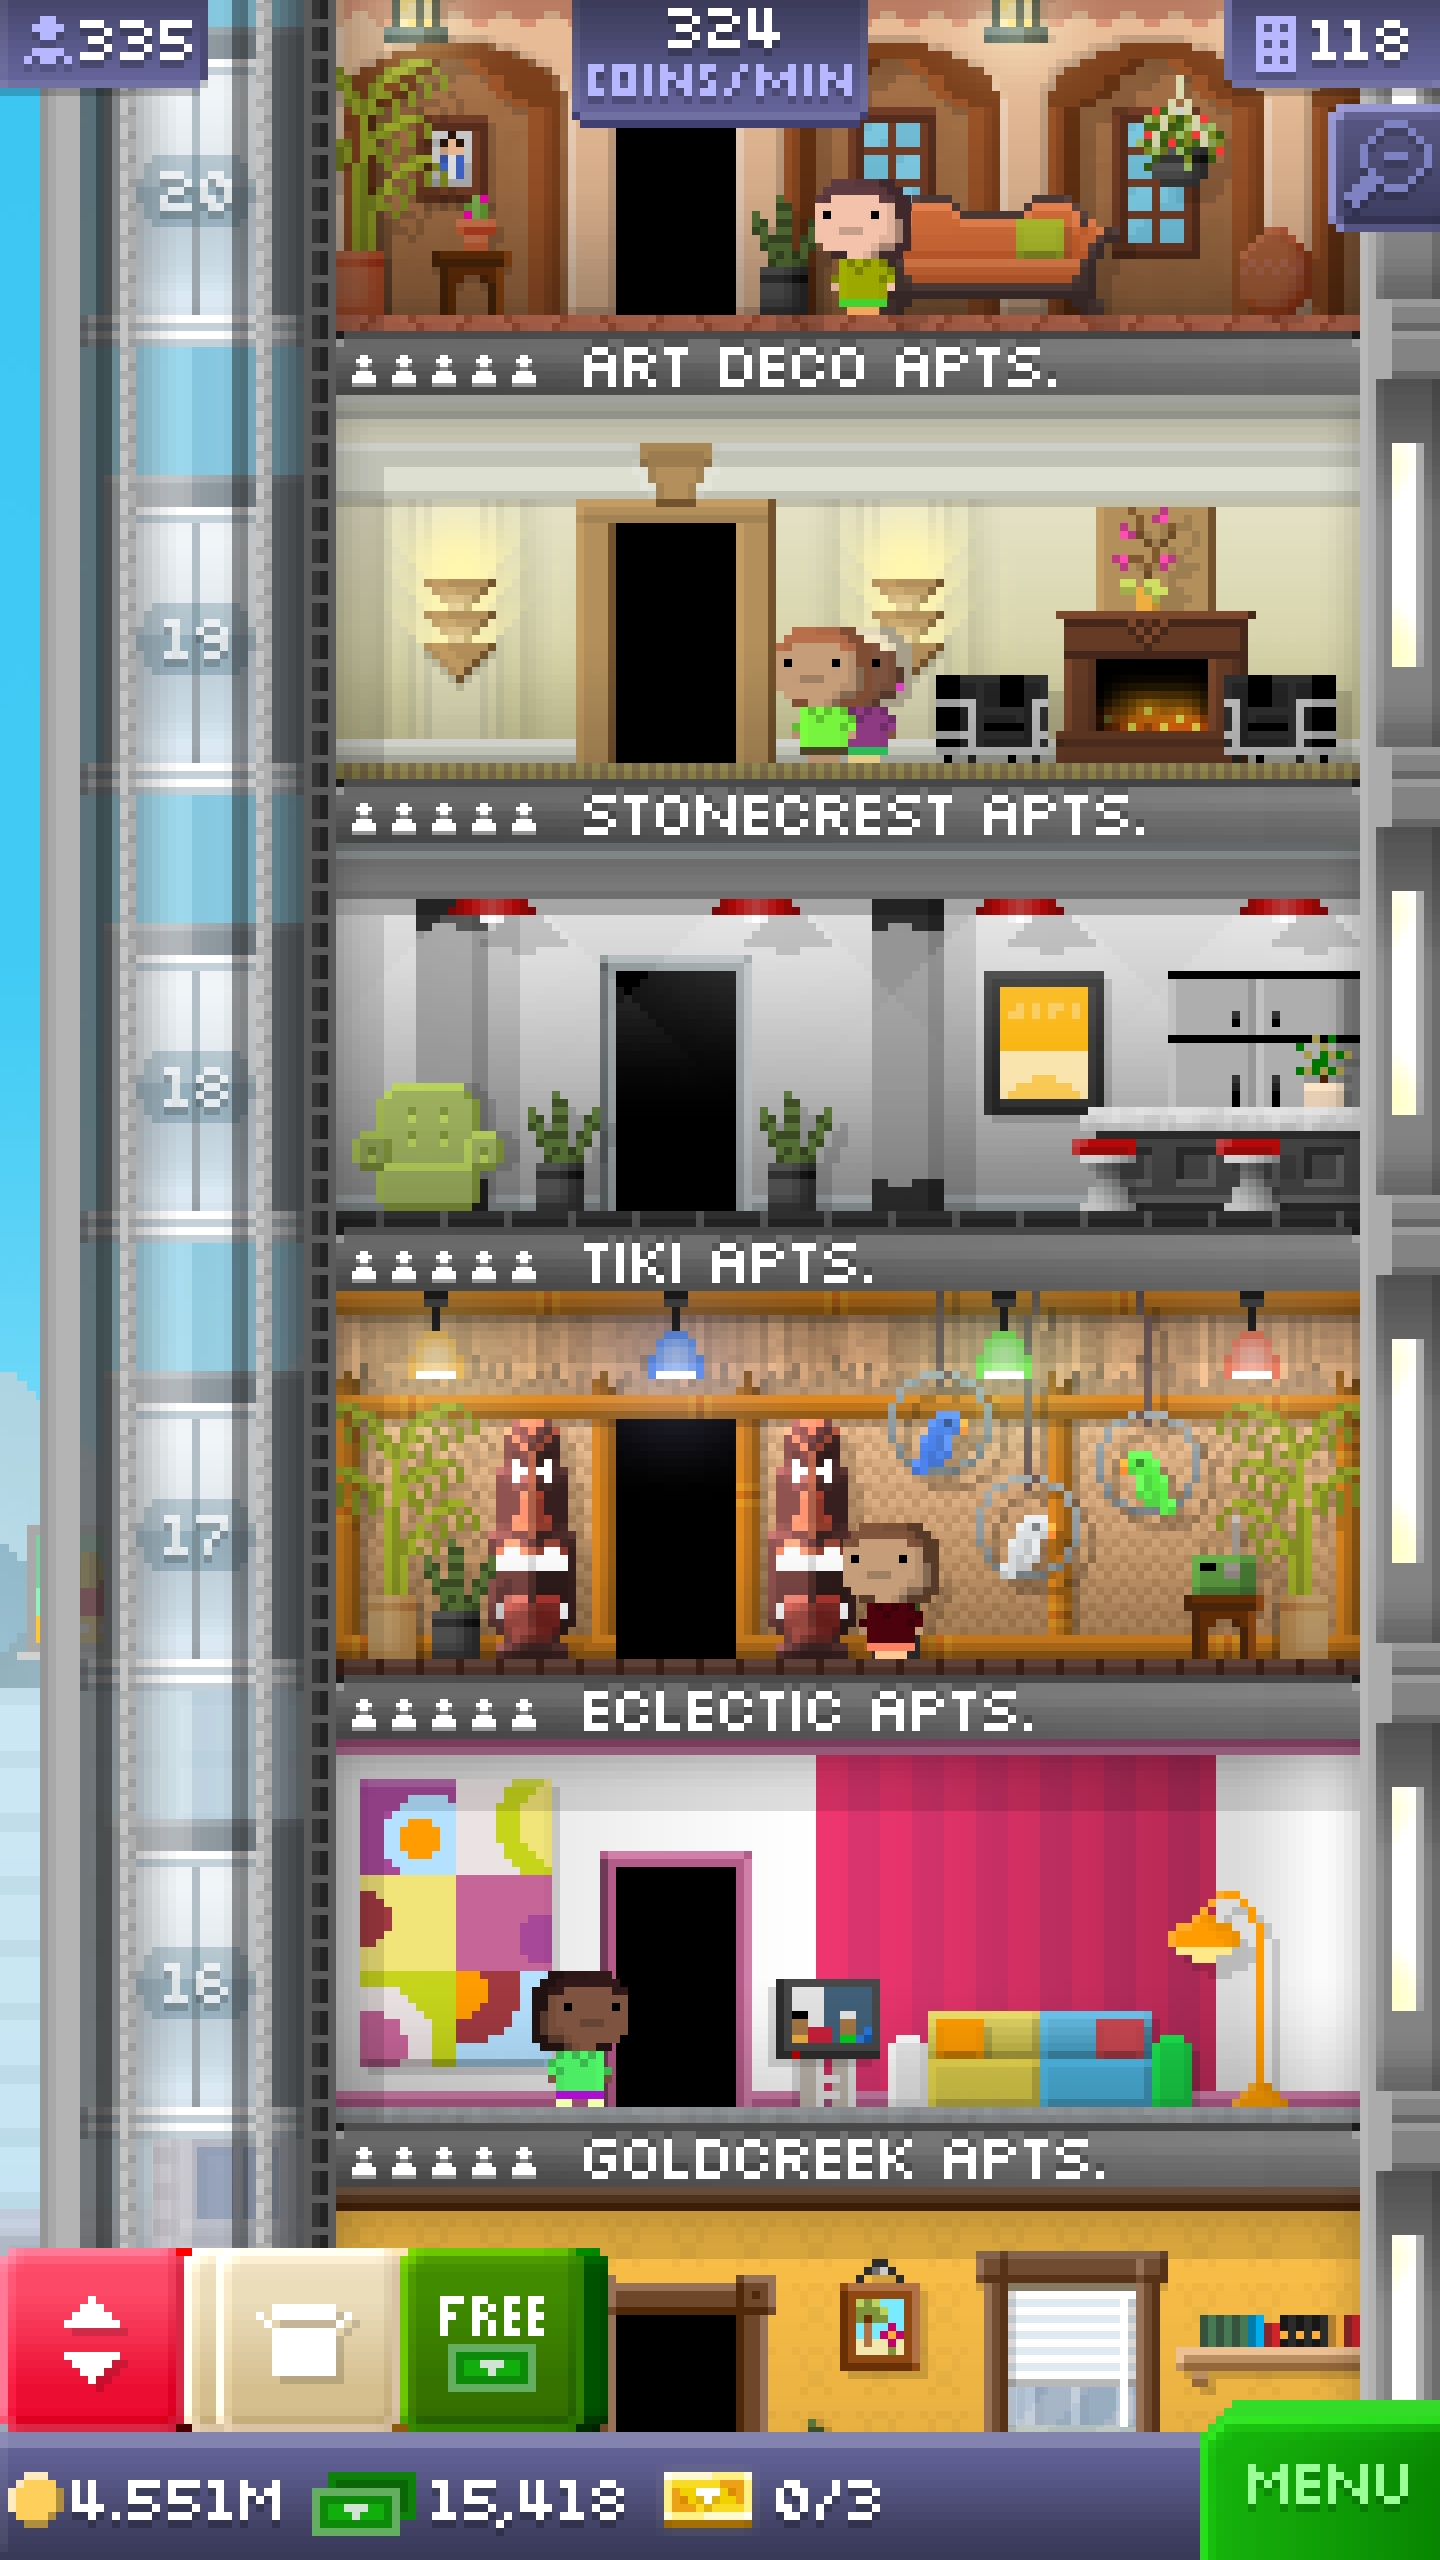 335
324
COINS/MIN
118
20
ART DECO APTS.
19
STONECREST APTS.
18
TIKI APTS.
17
ECLECTIC APTS.
16
GOLDCREEK APTS.
FREE
4.551M
15,418
0/3
MENU